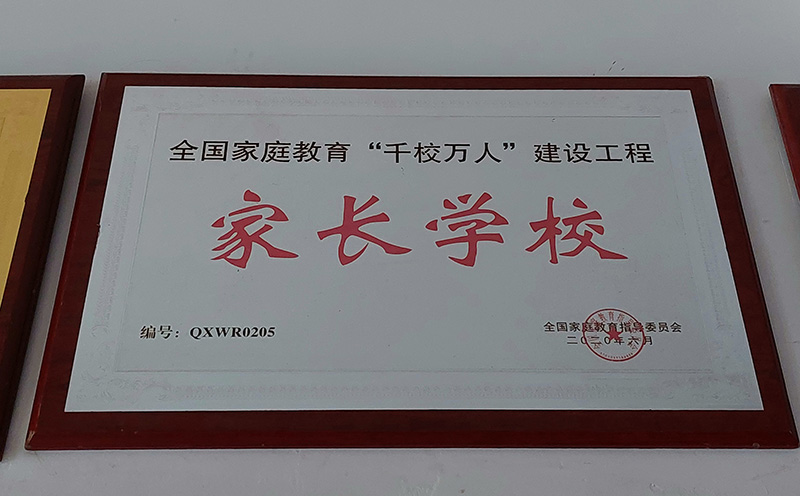 全国家庭教育“千校万人”建设工程
家长学校
编号：QXWR0205
全国家庭教育指导委员会
二〇二〇年六月